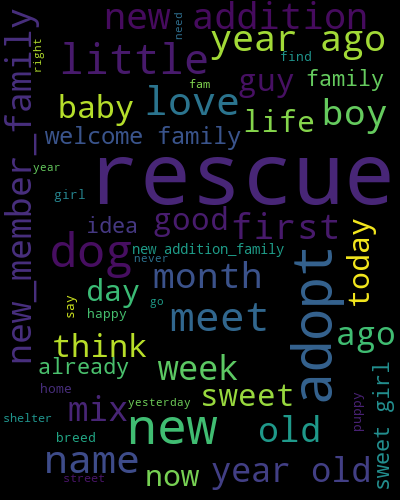 new addition
need
year ago
little
right
find
guy
family
fam
baby
love
life
boy
new_member_family
welcome family
year
rescue
girl
idea
good
first
today
dog
new addition_family
never
month
adopt
day
say
go
happy
meet
ago
think
already
week
sweet girl
home
sweet
mix
yesterday
puppy
shelter
new
old
breed
name
street
now
year old